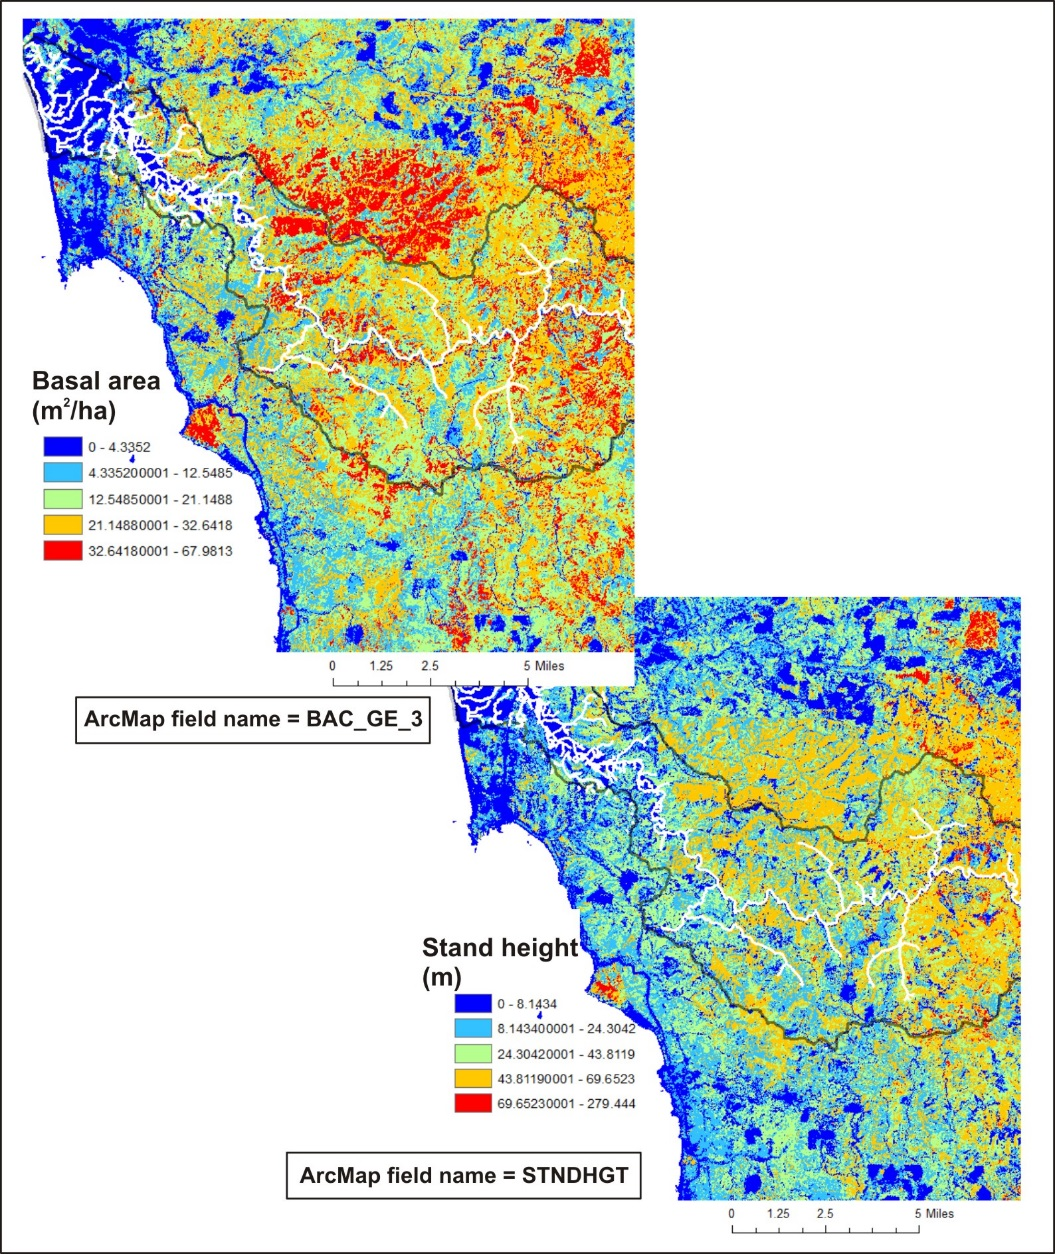 Basal area
(m²/ha)
0 - 4.3352
4.335200001 - 12.5485
12.54850001 - 21.1488
21.14880001 - 32.6418
32.64180001 - 67.9813
0 1.25 2.5 5 Miles
ArcMap field name = BAC_GE_3
Stand height
(m)
0 - 8.1434
8.143400001 - 24.3042
24.30420001 - 43.8119
43.81190001 - 69.6523
69.65230001 - 279.444
ArcMap field name = STNDHGT
0 1.25 2.5 5 Miles